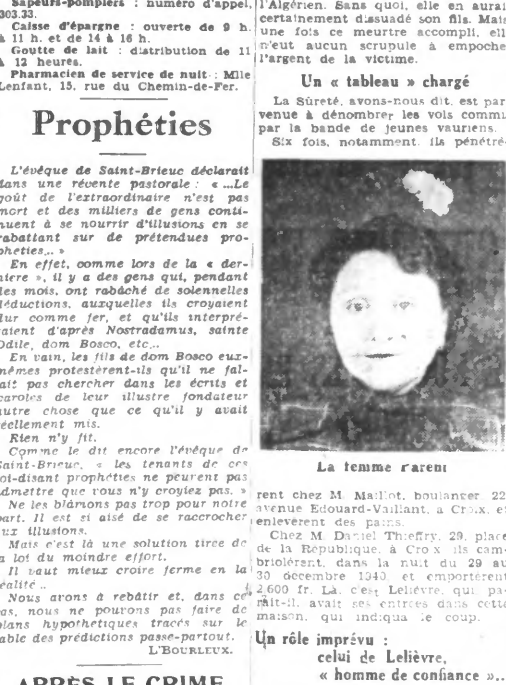 Sapeurs-pompiers : numéro d'appel,
303.33.
Caisse d'épargne : ouverte de 9 h.
à 11 h. et de 14 à 16 h.
Goutte de lait : distribution de 11
à 12 heures.
Pharmacien de service de nuit : Mlle
Lenfant, 15, rue du Chemin-de-Fer.
Prophéties
L'évêque de Saint-Brieuc déclarait
dans une révente pastorale : « ...Le
goût de l'extraordinaire n'est pas
mort et des milliers de gens conti-
nuent à se nourrir d'illusions en se
rabattant sur de prétendues pro-
phéties... »
En effet, comme lors de la « der-
nière », il y a des gens qui, pendant
des mois, ont rabâché de solennelles
déductions, auxquelles ils croyaient
dur comme fer, et qu'ils interpré-
taient d'après Nostradamus, sainte
Odile, dom Bosco, etc...
En vain, les fils de dom Bosco eux-
mêmes protestèrent-ils qu'il ne fal-
lait pas chercher dans les écrits et
paroles de leur illustre fondateur
autre chose que ce qu'il y avait
réellement mis.
Rien n'y fit.
Comme le dit encore l'évêque de
Saint-Brieuc, « les tenants de ces
soi-disant prophéties ne peuvent pas
admettre que vous n'y croyiez pas. »
Ne les blâmons pas trop pour notre
part. Il est si aisé de se raccrocher
aux illusions.
Mais c'est là une solution tirée de
la loi du moindre effort.
Il vaut mieux croire ferme en la
réalité...
Nous avons à rebâtir et, dans ce
cas, nous ne pouvons pas faire de
plans hypothétiques tracés sur le
sable des prédictions passe-partout.
L'BOURLEUX.
APRÈS LE CRIME
l'Algérien. Sans quoi, elle en aurai
certainement dissuadé son fils. Mais
une fois ce meurtre accompli, ell
n'eut aucun scrupule à empoche
l'argent de la victime.
Un « tableau » chargé
La Sûreté, avons-nous dit, est par
venue à dénombrer les vols commi
par la bande de jeunes vauriens.
Six fois, notamment, ils pénétrè-
La femme Parent
rent chez M. Maillot, boulanger, 22,
avenue Edouard-Vaillant, à Croix, et
enlevèrent des pains.
Chez M. Daniel Thieffry, 29, place
de la République, à Croix ils cam-
briolèrent, dans la nuit du 29 au
30 décembre 1940, et emportèrent
2.600 fr. Là, c'est Lelièvre, qui, pa-
raît-il, avait ses entrées dans cette
maison, qui indiqua le coup.
Un rôle imprévu :
celui de Lelièvre,
« homme de confiance »...